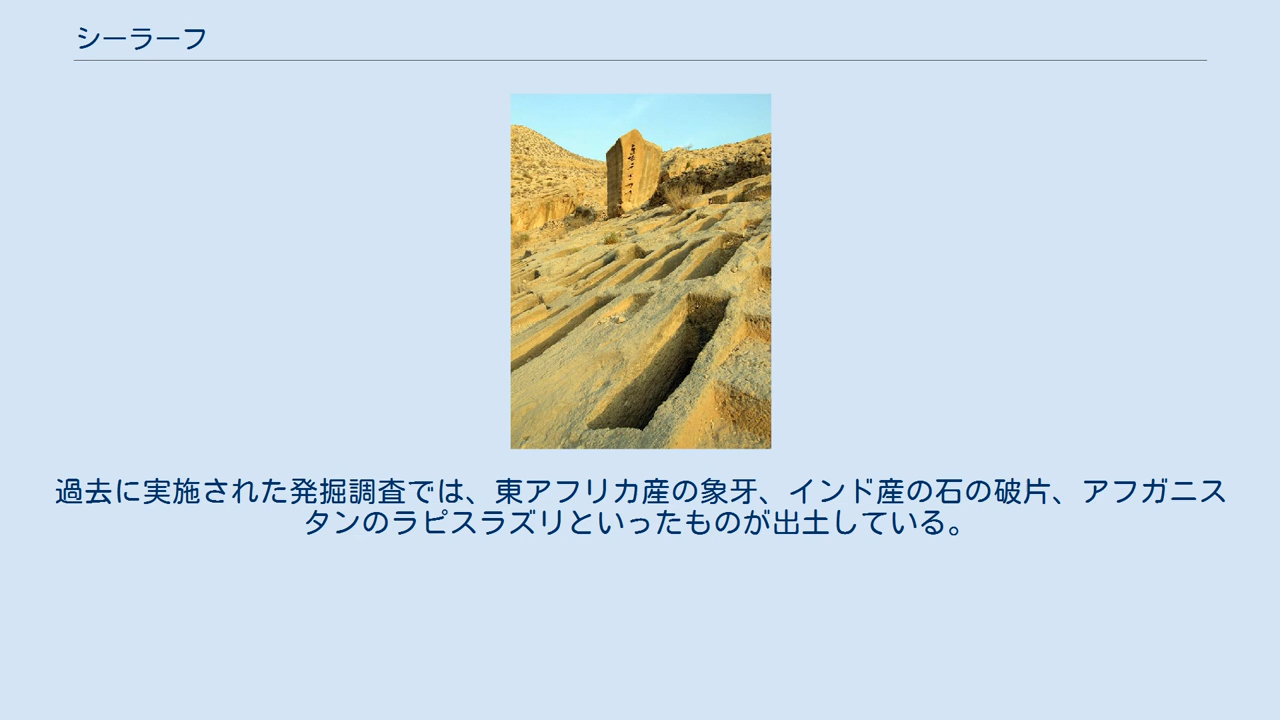 シーラーフ
過去に実施された発掘調査では、東アフリカ産の象牙、インド産の石の破片、アフガニス
タンのラピスラズリといったものが出土している。